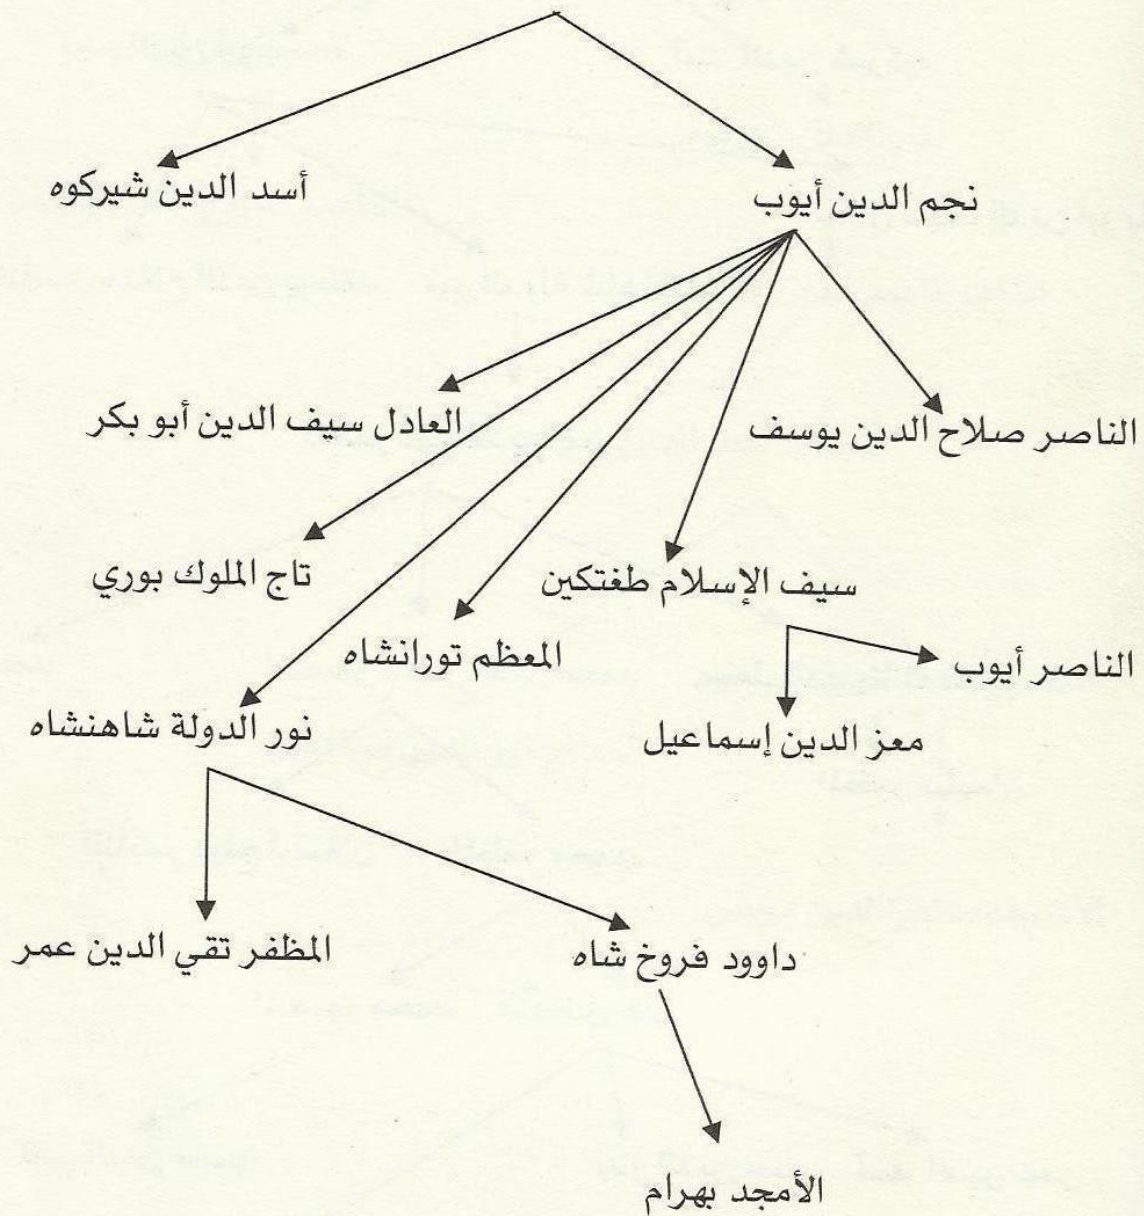 أسد الدين شيركوه
نجم الدين أيوب
الناصر صلاح الدين يوسف
العادل سيف الدين أبو بكر
سيف الإسلام طغتكين
تاج الملوك بوري
الناصر أيوب
المعظم تورانشاه
معز الدين إسماعيل
نور الدولة شاهنشاه
داوود فروخ شاه
المظفر تقي الدين عمر
الأمجد بهرام